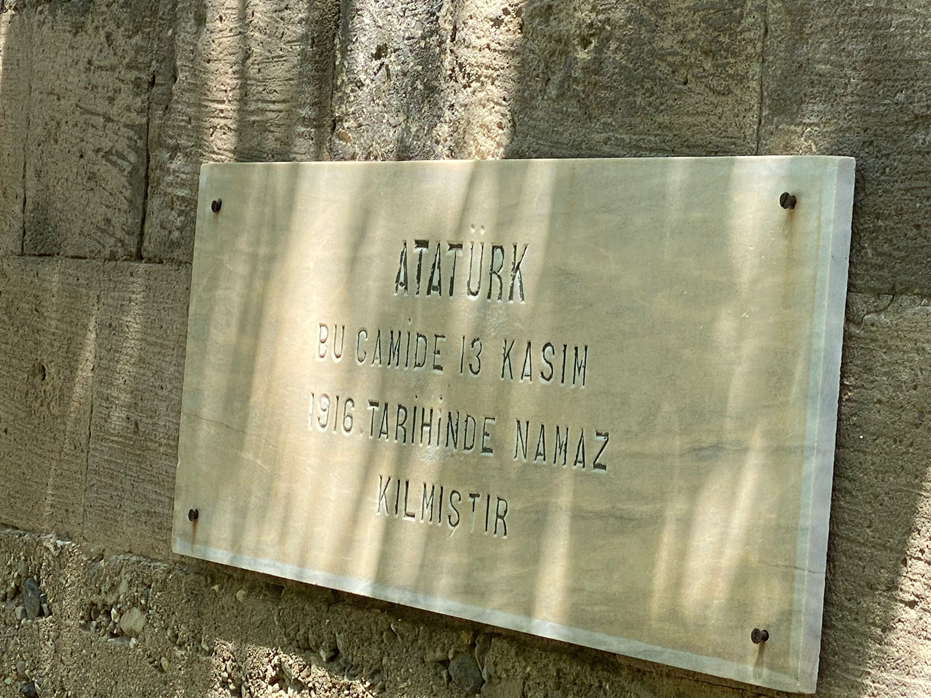 ATATÜRK
BU CAMİDE 13 KASIM
1916 TARİHİNDE NAMAZ
KILMIŞTIR